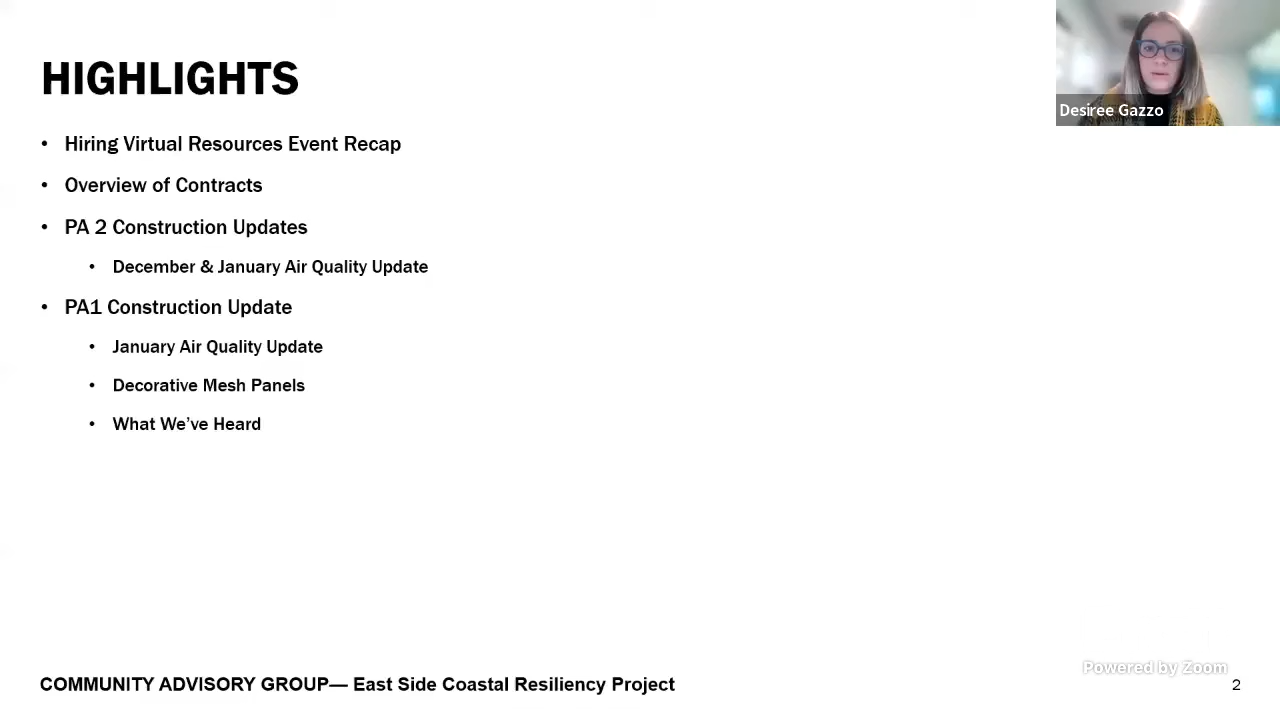 HIGHLIGHTS
Desiree Gazzo
• Hiring Virtual Resources Event Recap
• Overview of Contracts
• PA 2 Construction Updates
• December & January Air Quality Update
• PA1 Construction Update
• January Air Quality Update
• Decorative Mesh Panels
• What We’ve Heard
Powered by Zoom
COMMUNITY ADVISORY GROUP— East Side Coastal Resiliency Project
2